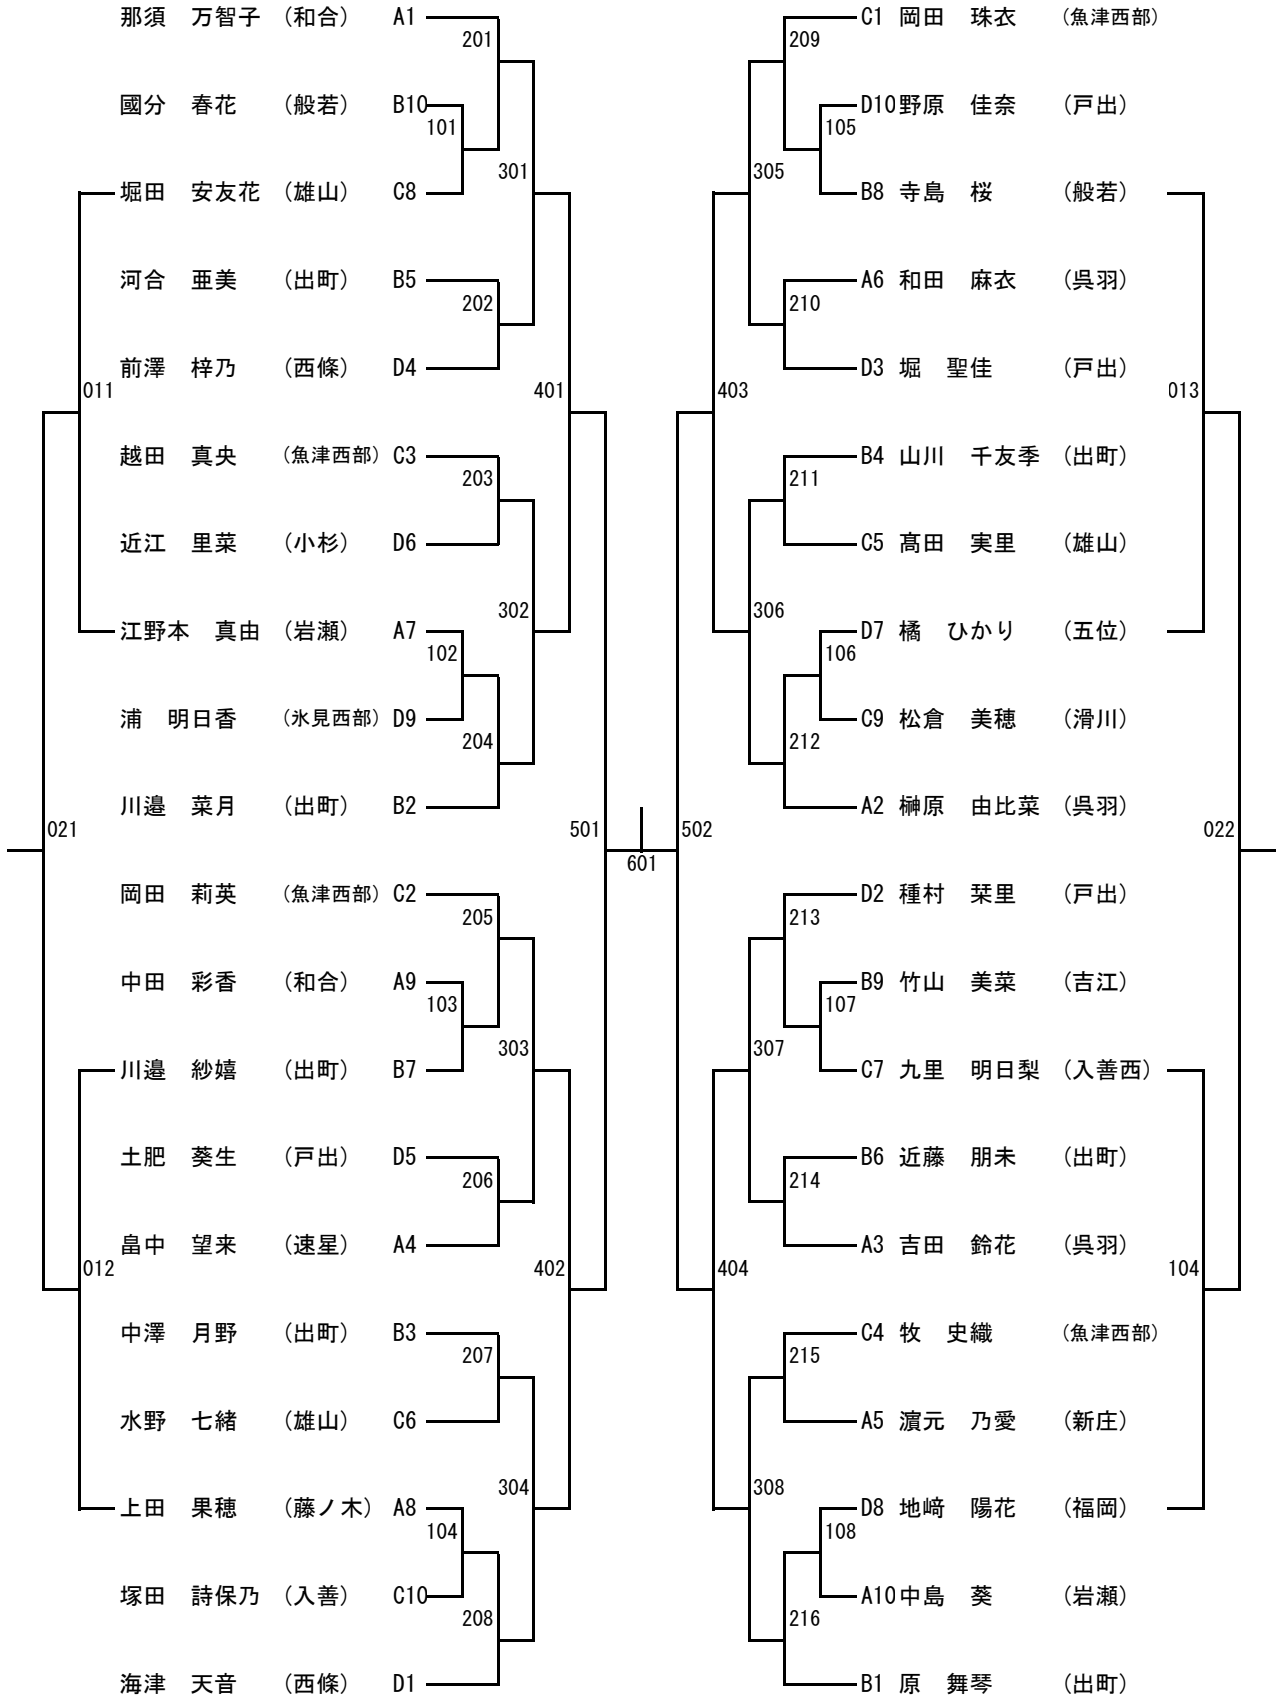 那須 万智子 (和合) A1
201
國分 春花 (般若) B10
101
堀田 安友花 (雄山) C8
301
河合 亜美 (出町) B5
202
前澤 梓乃 (西條) D4
011
401
越田 真央 (魚津西部) C3
203
近江 里菜 (小杉) D6
302
江野本 真由 (岩瀬) A7
102
浦 明日香 (氷見西部) D9
204
川邉 菜月 (出町) B2
021
501
601
岡田 莉英 (魚津西部) C2
205
中田 彩香 (和合) A9
103
303
川邉 紗嬉 (出町) B7
土肥 葵生 (戸出) D5
206
畠中 望来 (速星) A4
012
402
中澤 月野 (出町) B3
207
水野 七緒 (雄山) C6
304
上田 果穂 (藤ノ木) A8
104
塚田 詩保乃 (入善) C10
208
海津 天音 (西條) D1
C1 岡田 珠衣 (魚津西部)
209
D10 野原 佳奈 (戸出)
105
305
B8 寺島 桜 (般若)
A6 和田 麻衣 (呉羽)
210
D3 堀 聖佳 (戸出)
403
013
B4 山川 千友季 (出町)
211
C5 髙田 実里 (雄山)
306
D7 橘 ひかり (五位)
106
C9 松倉 美穂 (滑川)
212
A2 榊原 由比菜 (呉羽)
502
022
D2 種村 栞里 (戸出)
213
B9 竹山 美菜 (吉江)
107
307
C7 九里 明日梨 (入善西)
B6 近藤 朋未 (出町)
214
A3 吉田 鈴花 (呉羽)
404
104
C4 牧 史織 (魚津西部)
215
A5 濵元 乃愛 (新庄)
308
D8 地﨑 陽花 (福岡)
108
A10 中島 葵 (岩瀬)
216
B1 原 舞琴 (出町)